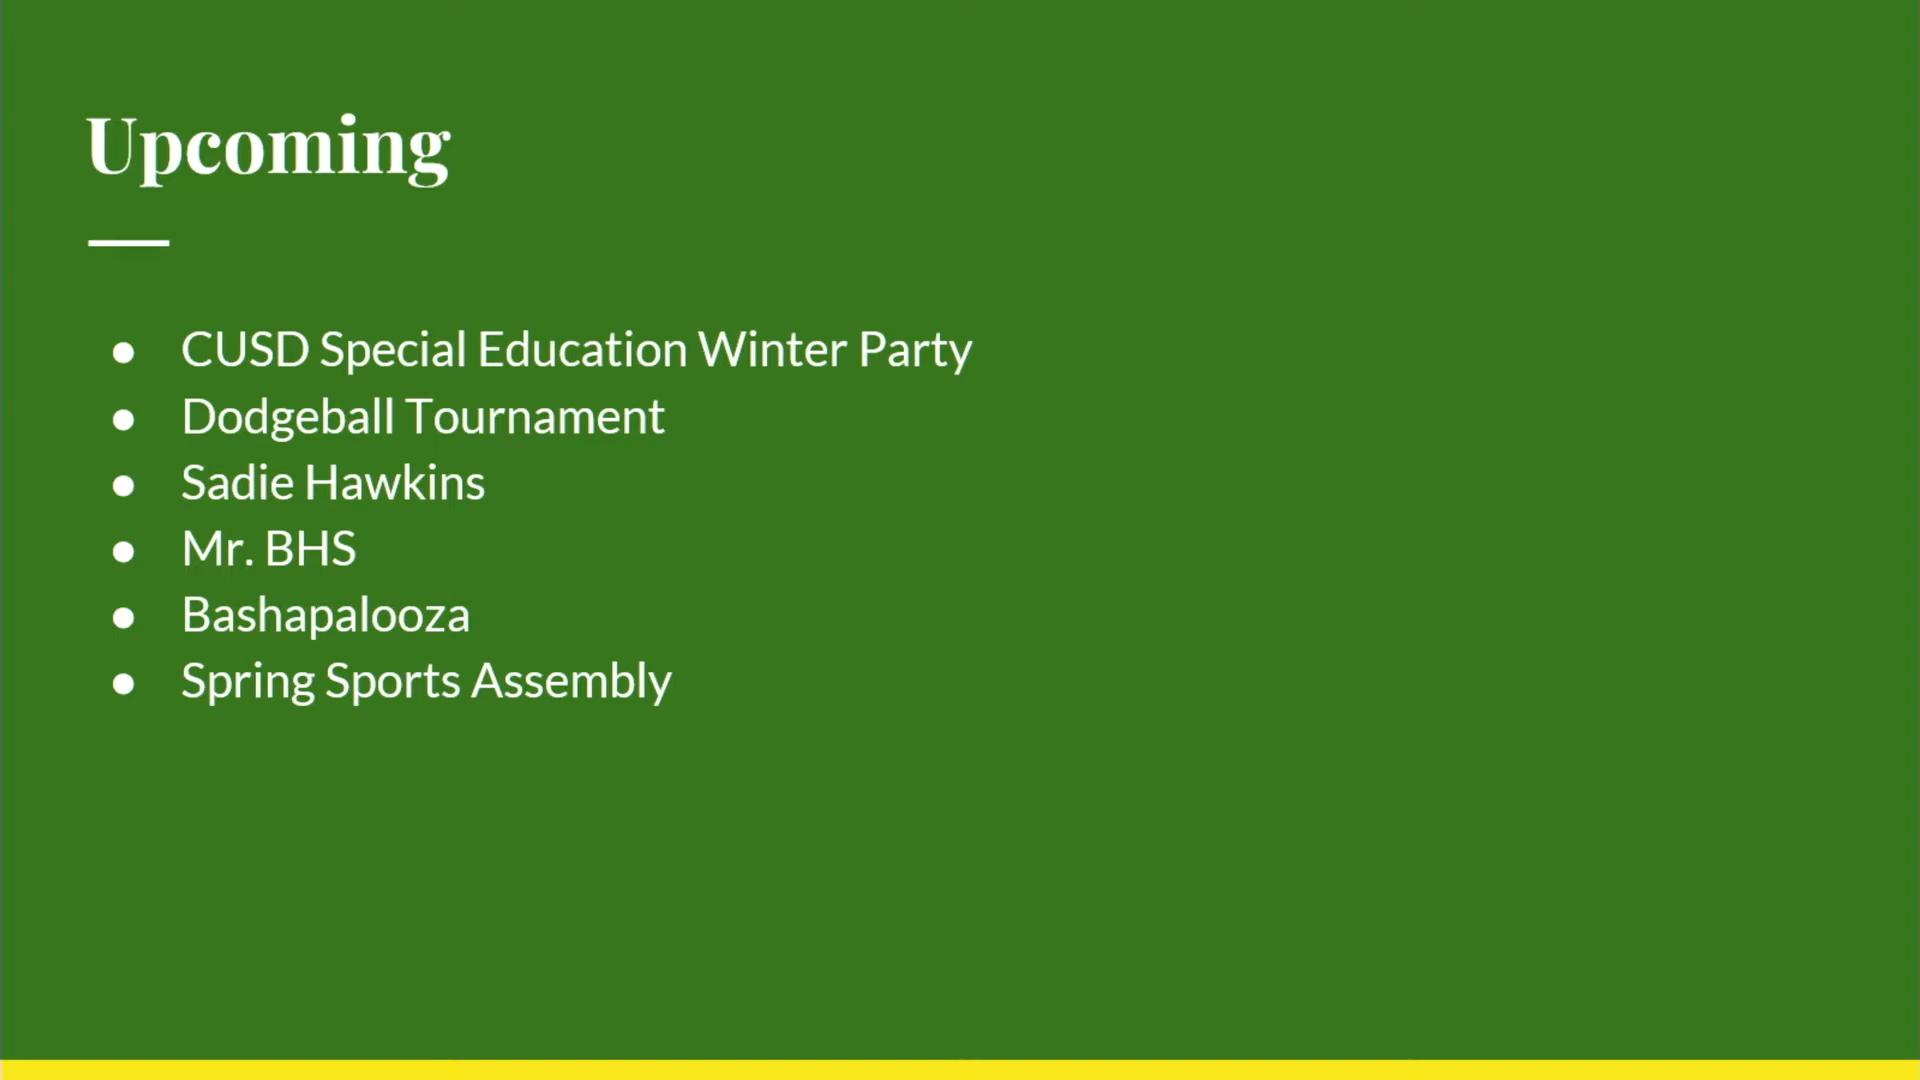 Upcoming
● CUSD Special Education Winter Party
● Dodgeball Tournament
● Sadie Hawkins
● Mr. BHS
● Bashapalooza
● Spring Sports Assembly